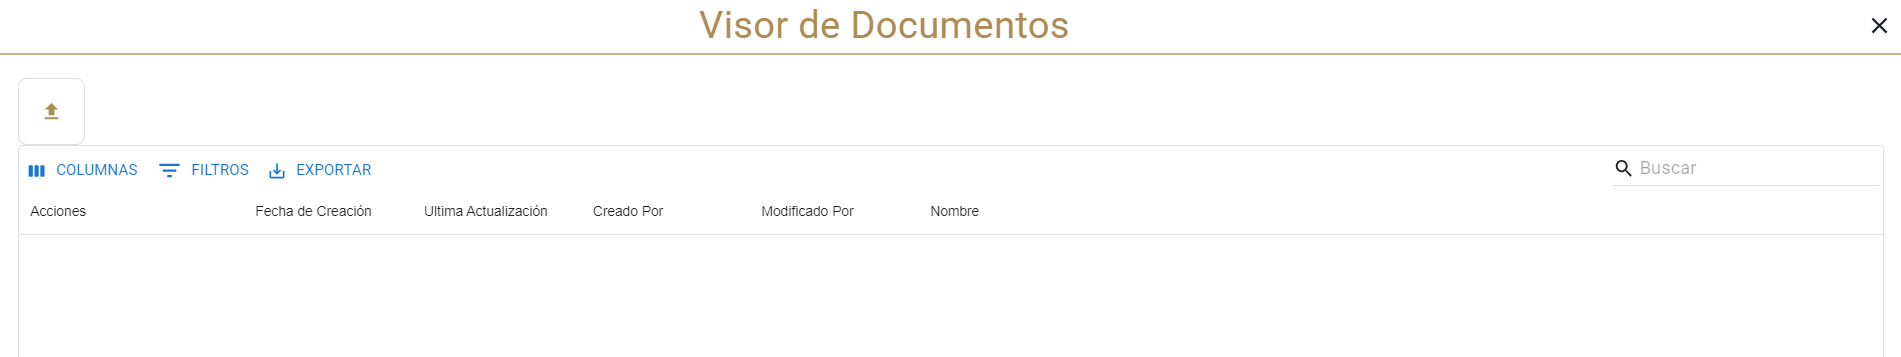 Visor de Documentos
COLUMNAS FILTROS EXPORTAR Buscar
Acciones Fecha de Creación Ultima Actualización Creado Por Modificado Por Nombre